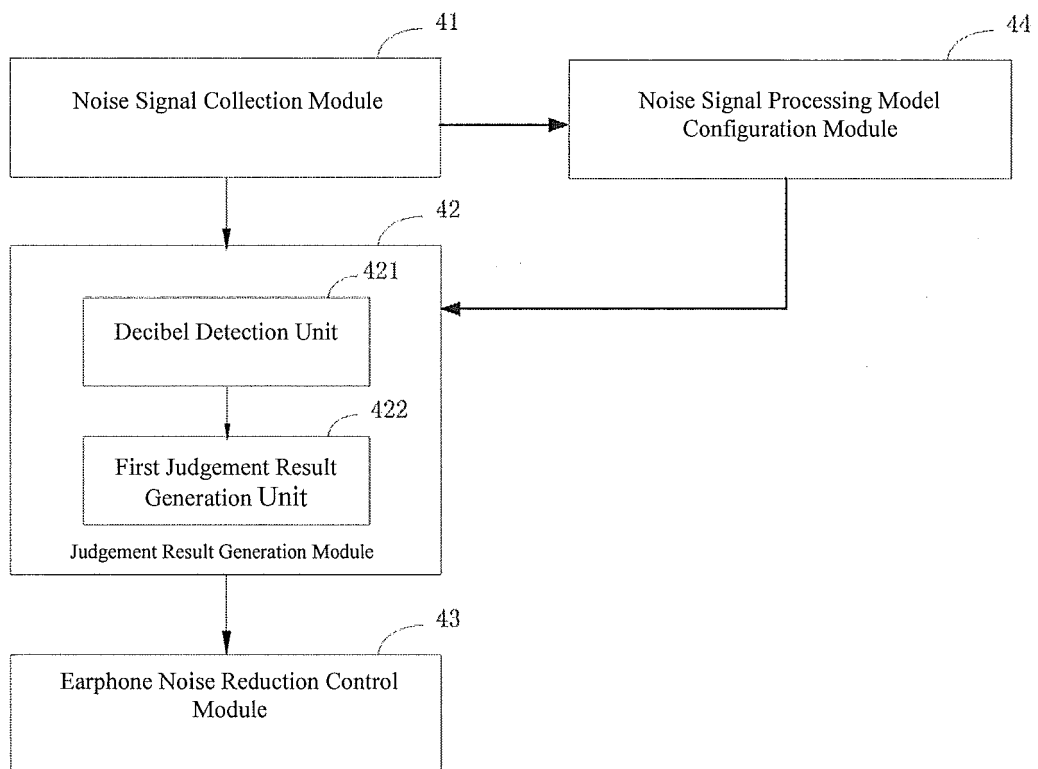 41
44
Noise Signal Collection Module
Noise Signal Processing Model
Configuration Module
42
421
Decibel Detection Unit
422
First Judgement Result
Generation Unit
Judgement Result Generation Module
43
Earphone Noise Reduction Control
Module